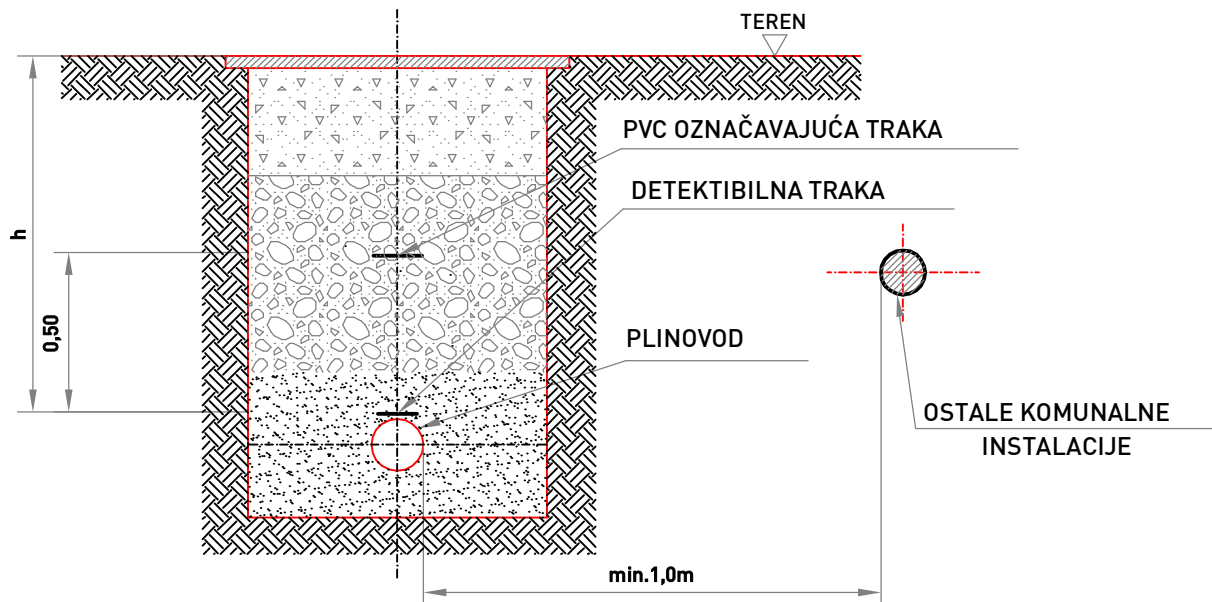 TEREN
PVC OZNAČAVAJUĆA TRAKA
DETEKTIBILNA TRAKA
h
0,50
PLINOVOD
OSTALE KOMUNALNE
INSTALACIJE
min.1,0m